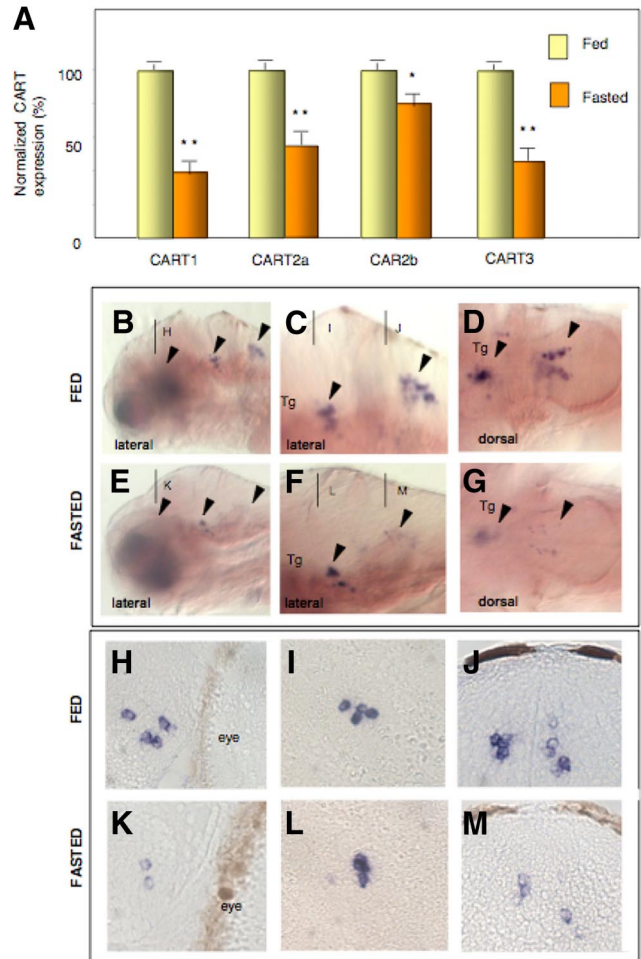 A
Normalized CART
expression (%)
100
50
0
Fed
Fasted
**
**
*
**
CART1
CART2a
CAR2b
CART3
FED
B
H
lateral
C
I
J
Tg
lateral
D
Tg
dorsal
FASTED
E
K
lateral
F
L
M
Tg
lateral
G
Tg
dorsal
FED
H
eye
I
J
FASTED
K
eye
L
M